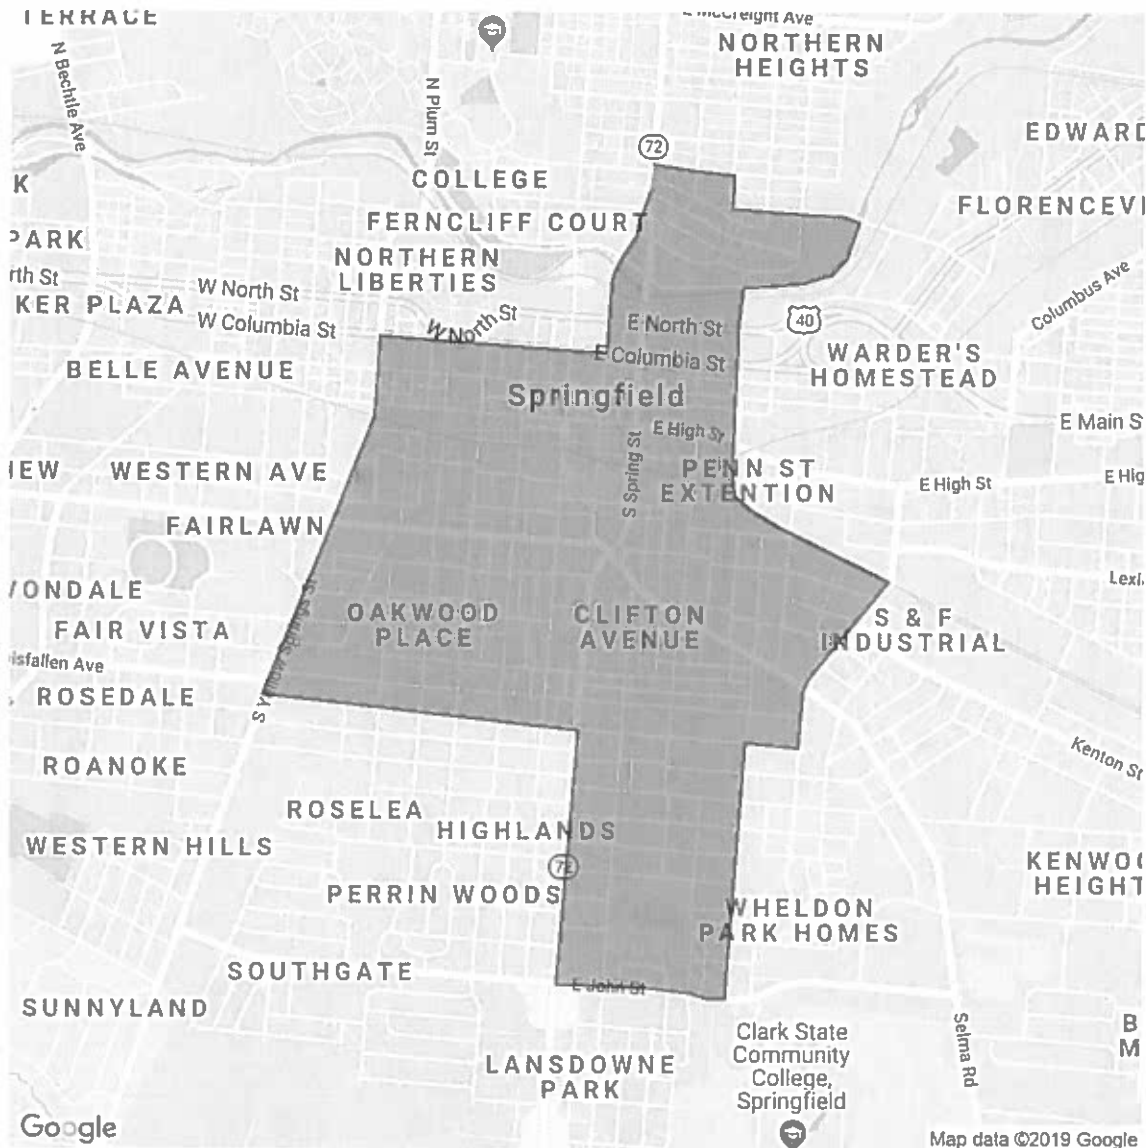 TERRACE
E McCreight Ave
NORTHERN
HEIGHTS
N Bechtle Ave
N Plum St
72
EDWARD
K
COLLEGE
FLORENCEVI
FERNCLIFF COURT
PARK
NORTHERN
LIBERTIES
rth St
W North St
Columbus Ave
KER PLAZA
W Columbia St
W North St
E North St
40
E Columbia St
WARDER'S
HOMESTEAD
BELLE AVENUE
Springfield
E Main S
E High St
S Spring St
IEW
WESTERN AVE
PENN ST
EXTENTION
E High St
E Hig
FAIRLAWN
VONDALE
Lexi
OAKWOOD
PLACE
CLIFTON
AVENUE
S & F
INDUSTRIAL
FAIR VISTA
S Yellow Springs St
isfallen Ave
ROSEDALE
ROANOKE
Kenton St
ROSELEA
HIGHLANDS
WESTERN HILLS
72
KENWOO
HEIGHT
PERRIN WOODS
WHELDON
PARK HOMES
SOUTHGATE
E John St
SUNNYLAND
Selma Rd
B
M
Clark State
Community
College,
Springfield
LANSDOWNE
PARK
Google
Map data ©2019 Google